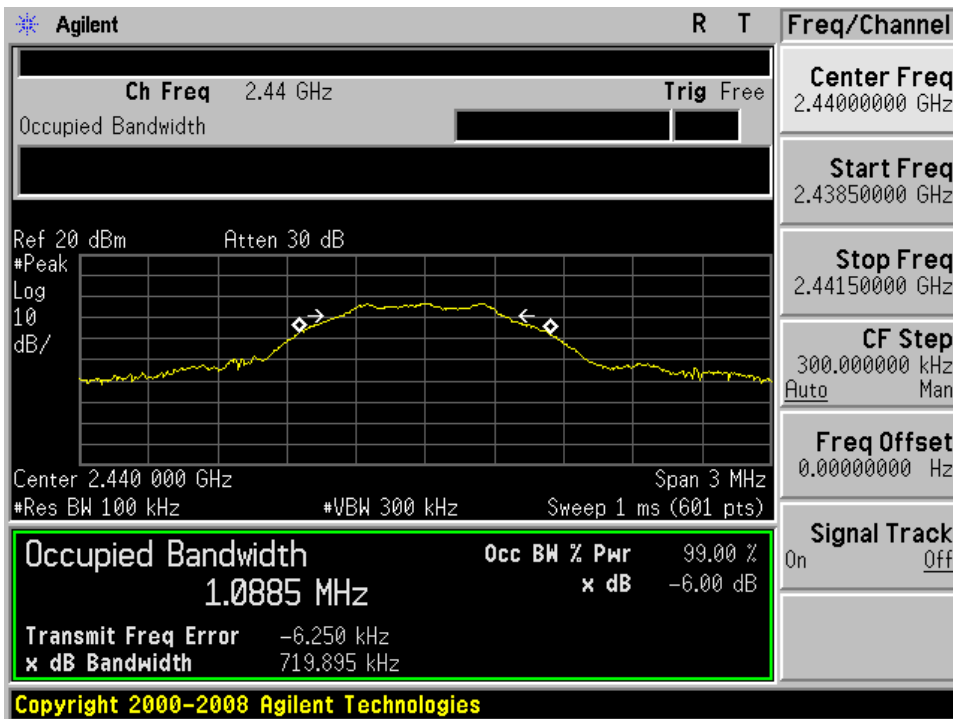 Agilent R T
Ch Freq 2.44 GHz Trig Free
Occupied Bandwidth
Ref 20 dBm Atten 30 dB
#Peak
Log
10
dB/
Center 2.440 000 GHz Span 3 MHz
#Res BW 100 kHz #VBW 300 kHz Sweep 1 ms (601 pts)
Occupied Bandwidth
1.0885 MHz
Occ BW % Pwr 99.00 %
x dB -6.00 dB
Transmit Freq Error -6.250 kHz
x dB Bandwidth 719.895 kHz
Copyright 2000-2008 Agilent Technologies
Freq/Channel
Center Freq
2.44000000 GHz
Start Freq
2.43850000 GHz
Stop Freq
2.44150000 GHz
CF Step
300.000000 kHz
Auto Man
Freq Offset
0.00000000 Hz
Signal Track
On Off